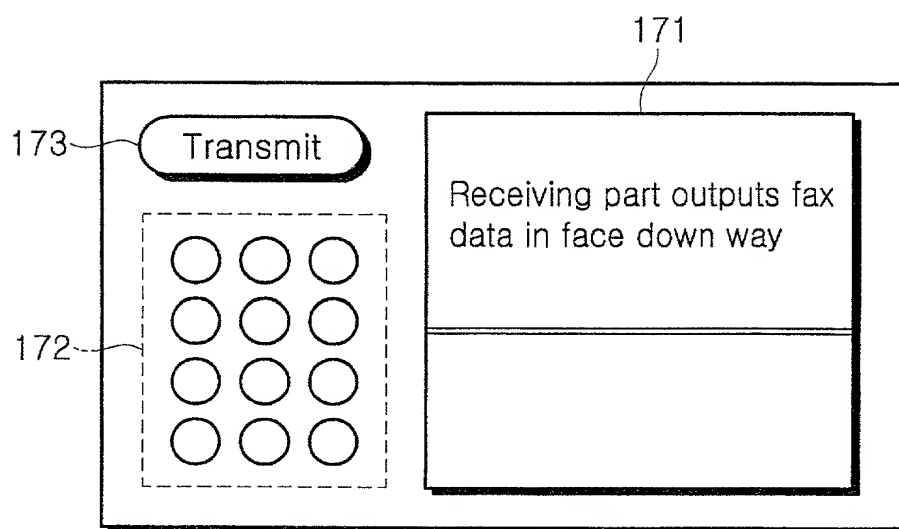 171
173
Transmit
Receiving part outputs fax
data in face down way
172